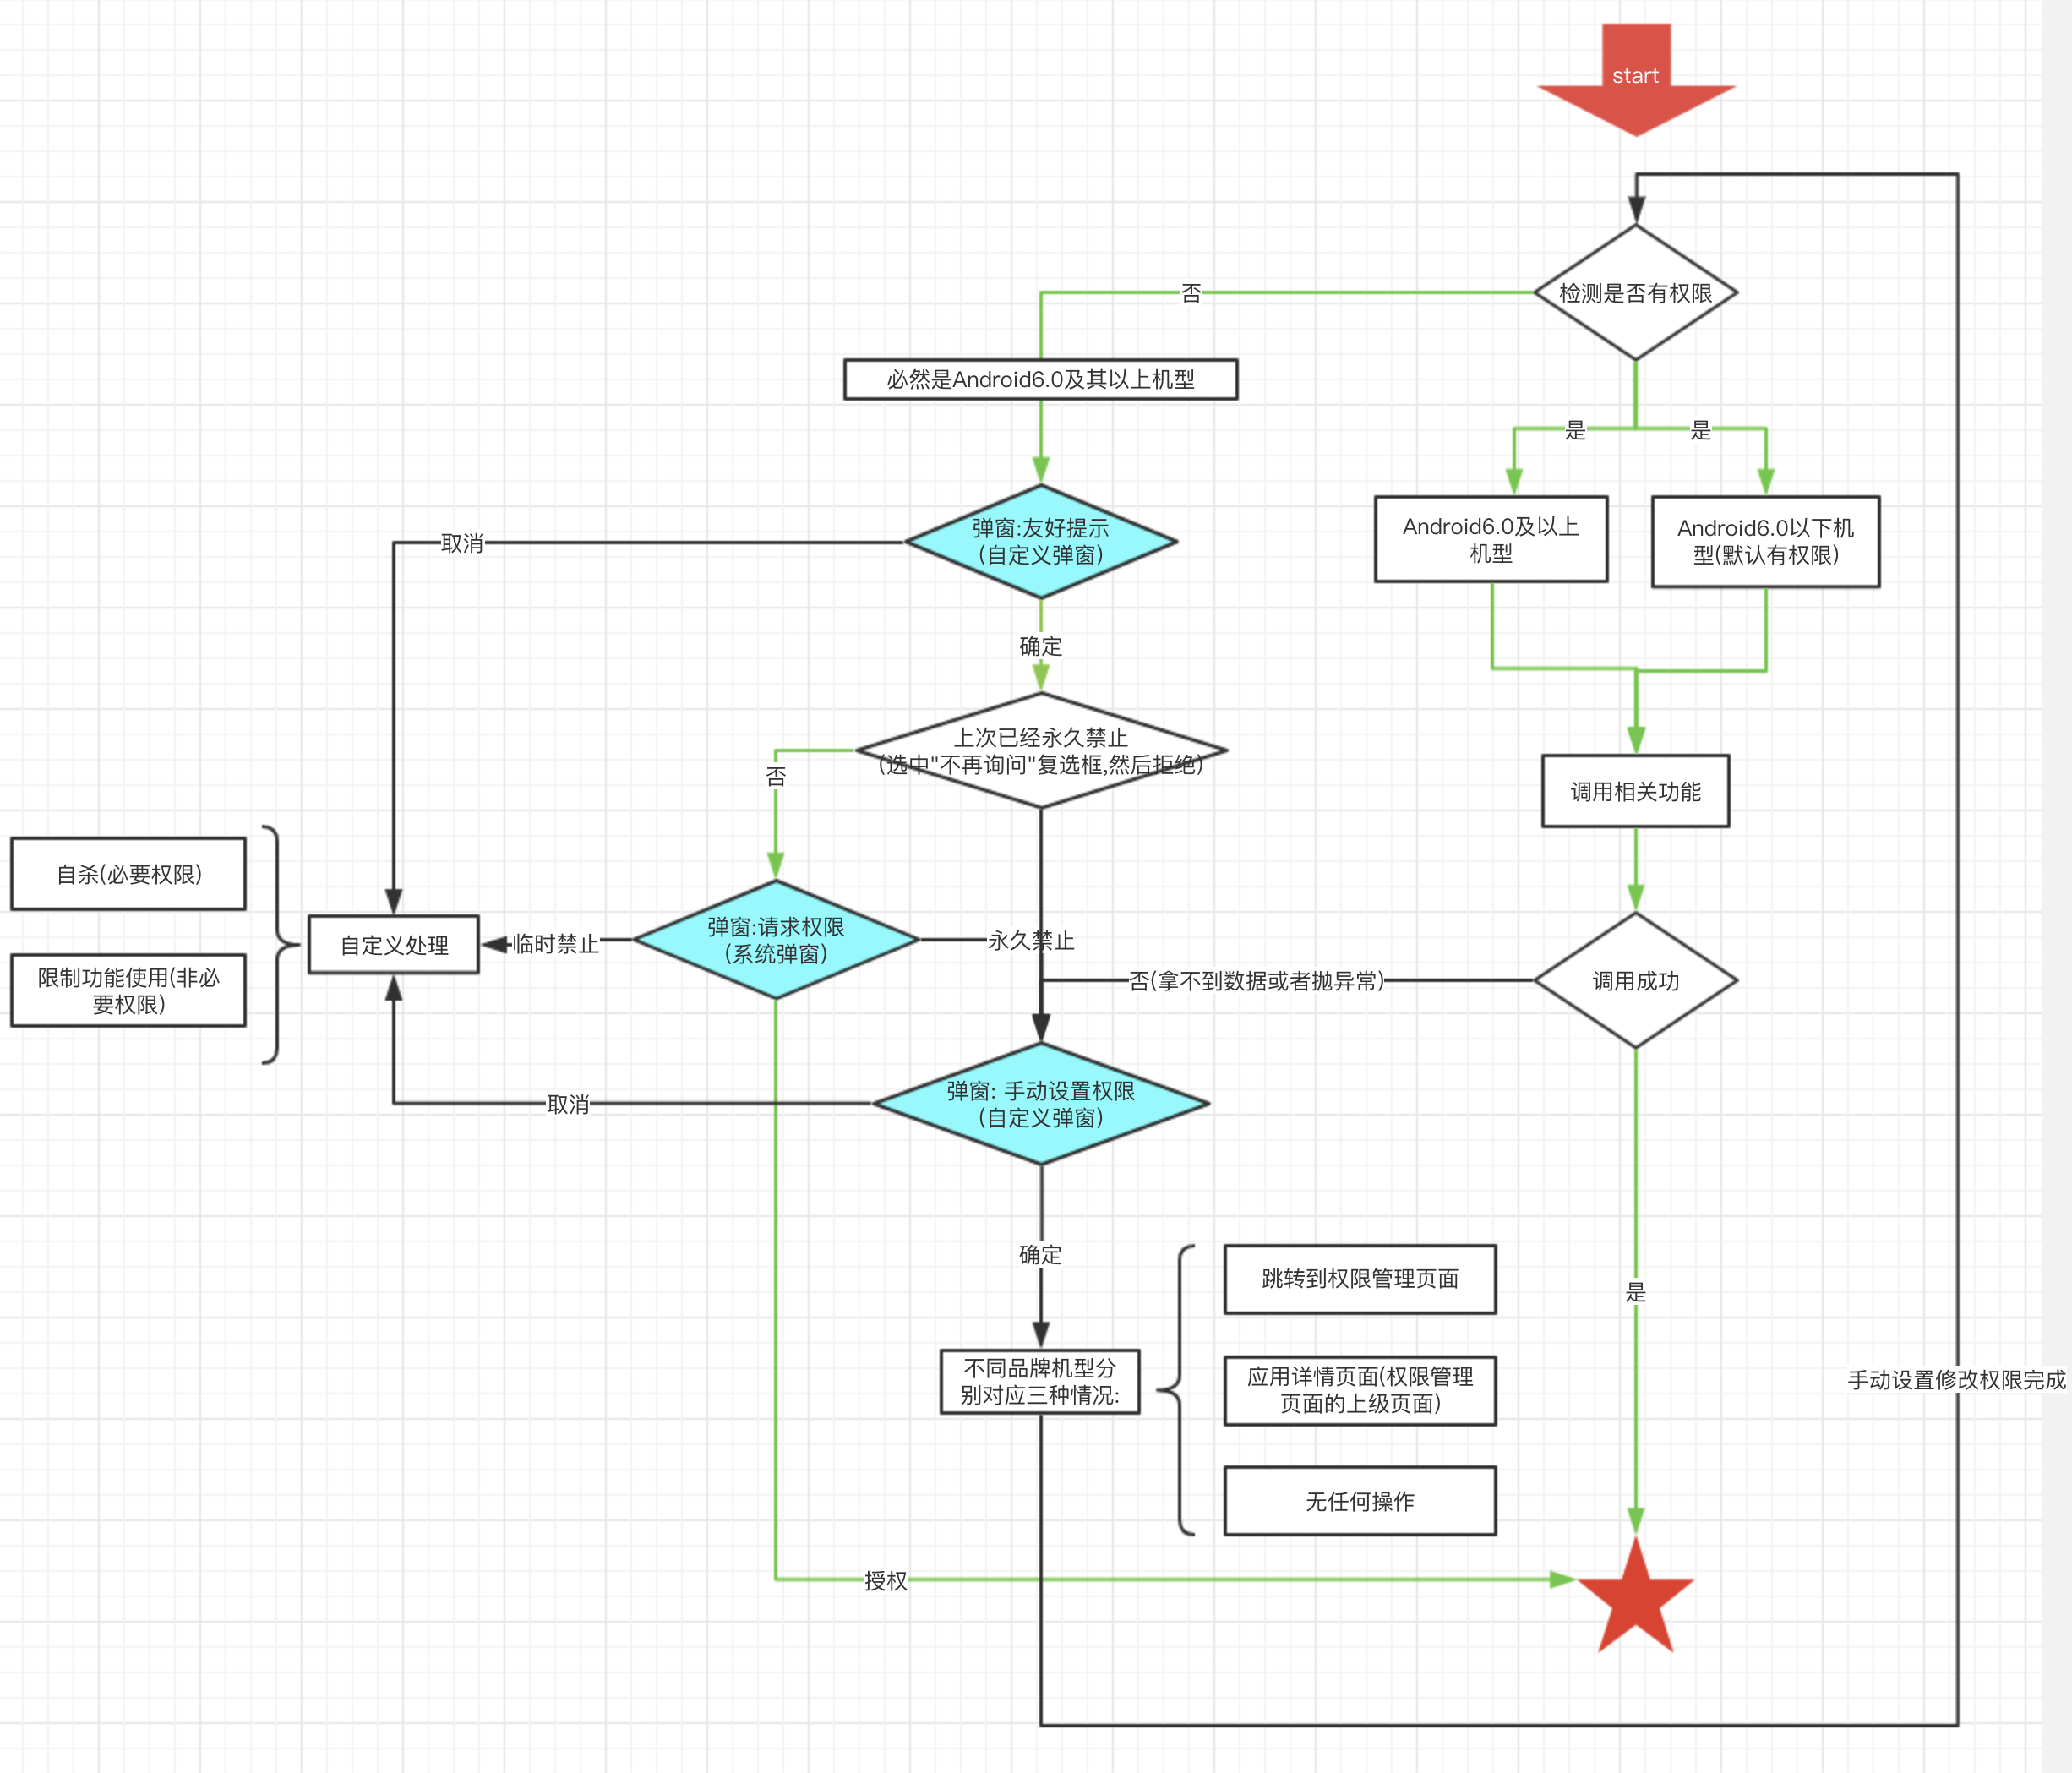 start
检测是否有权限
否
必然是Android6.0及其以上机型
是
是
Android6.0及以上
机型
Android6.0以下机
型(默认有权限)
弹窗:友好提示
(自定义弹窗)
取消
确定
上次已经永久禁止
(选中"不再询问"复选框,然后拒绝)
否
调用相关功能
自杀(必要权限)
限制功能使用(非必
要权限)
自定义处理
临时禁止
弹窗:请求权限
(系统弹窗)
永久禁止
否(拿不到数据或者抛异常)
调用成功
弹窗: 手动设置权限
(自定义弹窗)
取消
确定
是
不同品牌机型分
别对应三种情况:
跳转到权限管理页面
应用详情页面(权限管理
页面的上级页面)
无任何操作
手动设置修改权限完成
授权